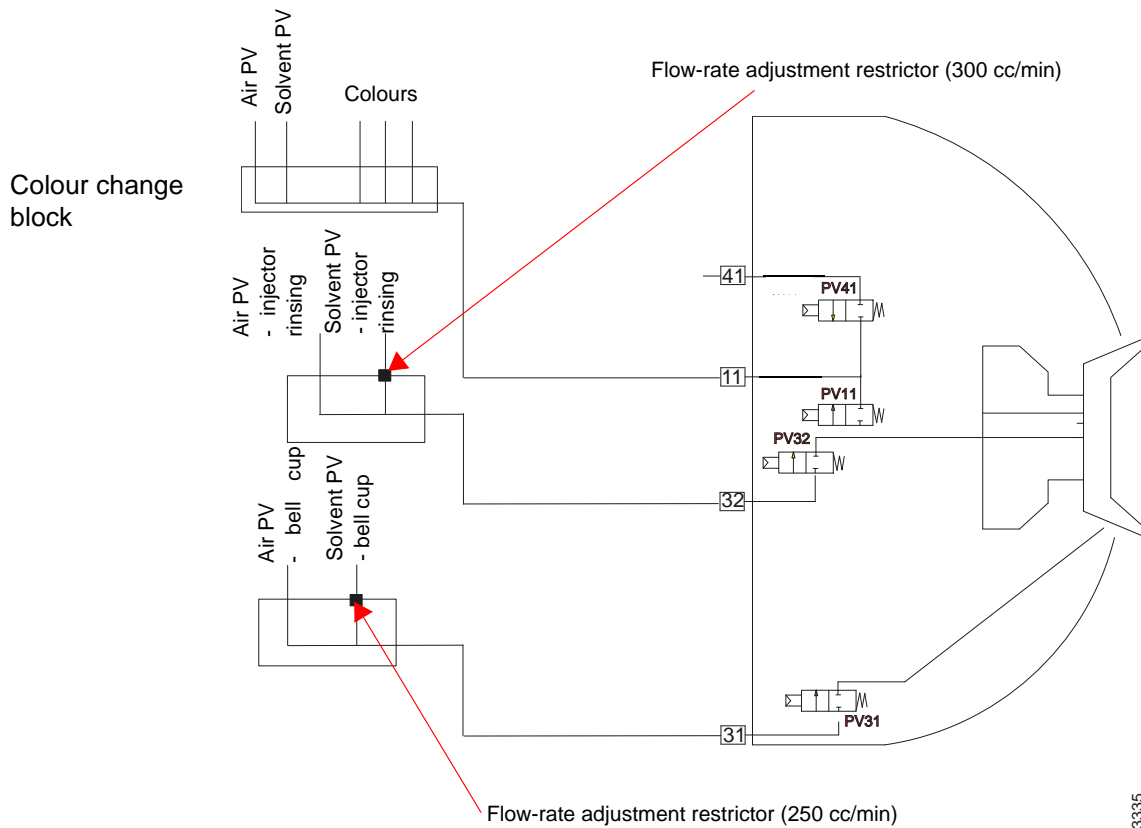 Flow-rate adjustment restrictor (300 cc/min)
Air PV
Solvent PV
Colours
Colour change
block
Air PV
- injector
rinsing
Solvent PV
- injector
rinsing
41
PV41
11
PV11
PV32
32
Air PV
- bell cup
Solvent PV
- bell cup
PV31
31
Flow-rate adjustment restrictor (250 cc/min)
3335